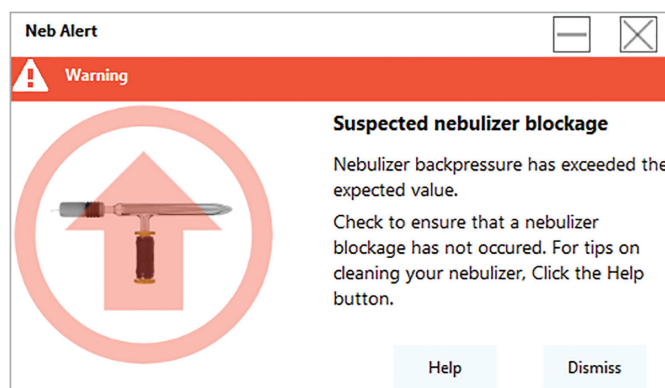 Neb Alert
Warning
Suspected nebulizer blockage
Nebulizer backpressure has exceeded the
expected value.
Check to ensure that a nebulizer
blockage has not occured. For tips on
cleaning your nebulizer, Click the Help
button.
Help
Dismiss